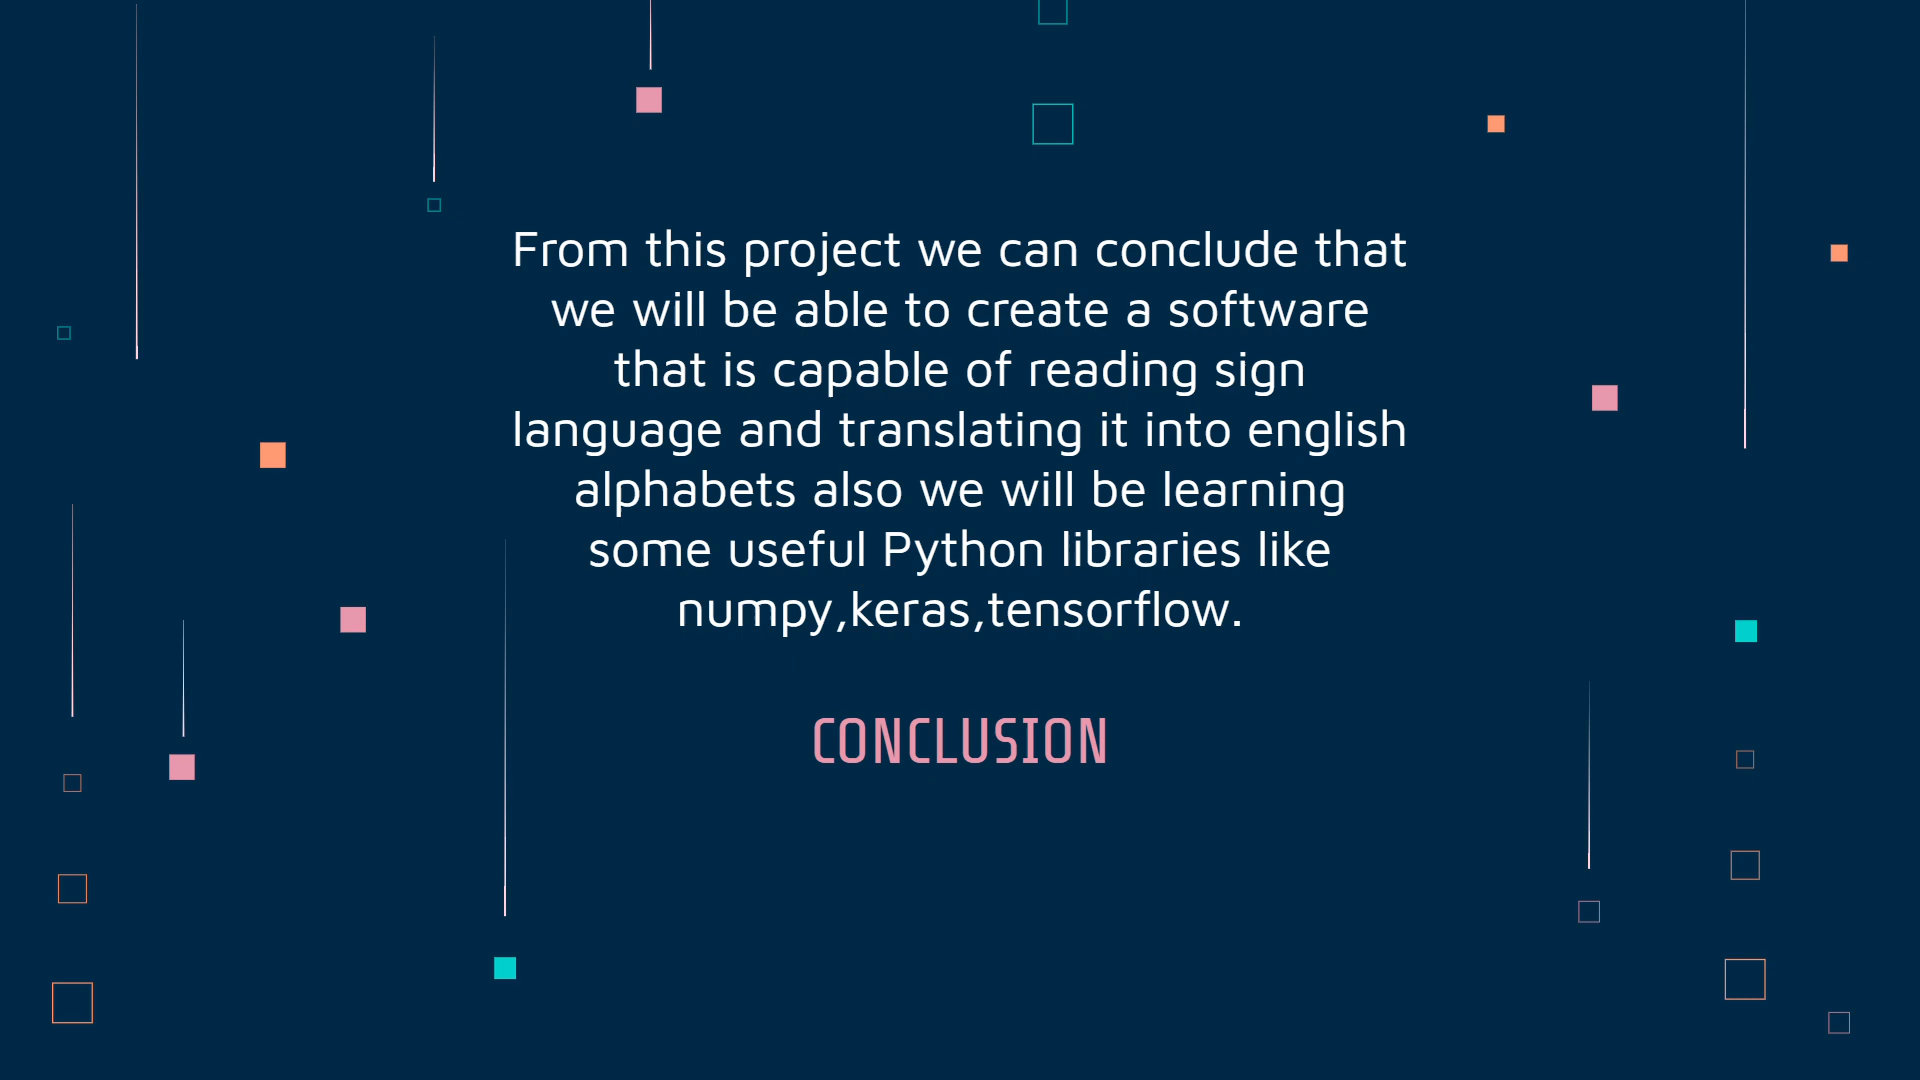 From this project we can conclude that
we will be able to create a software
that is capable of reading sign
language and translating it into english
alphabets also we will be learning
some useful Python libraries like
numpy,keras,tensorflow.
CONCLUSION